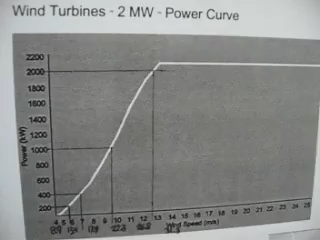 Wind Turbines - 2 MW - Power Curve
2200
2000
1800
1600
1400
1200
1000
800
600
400
200
Power (kW)
4 5 6 7 8 9 10 11 12 13 14 15 16 17 18 19 20 21 22 23 24 25
Wind Speed (m/s)